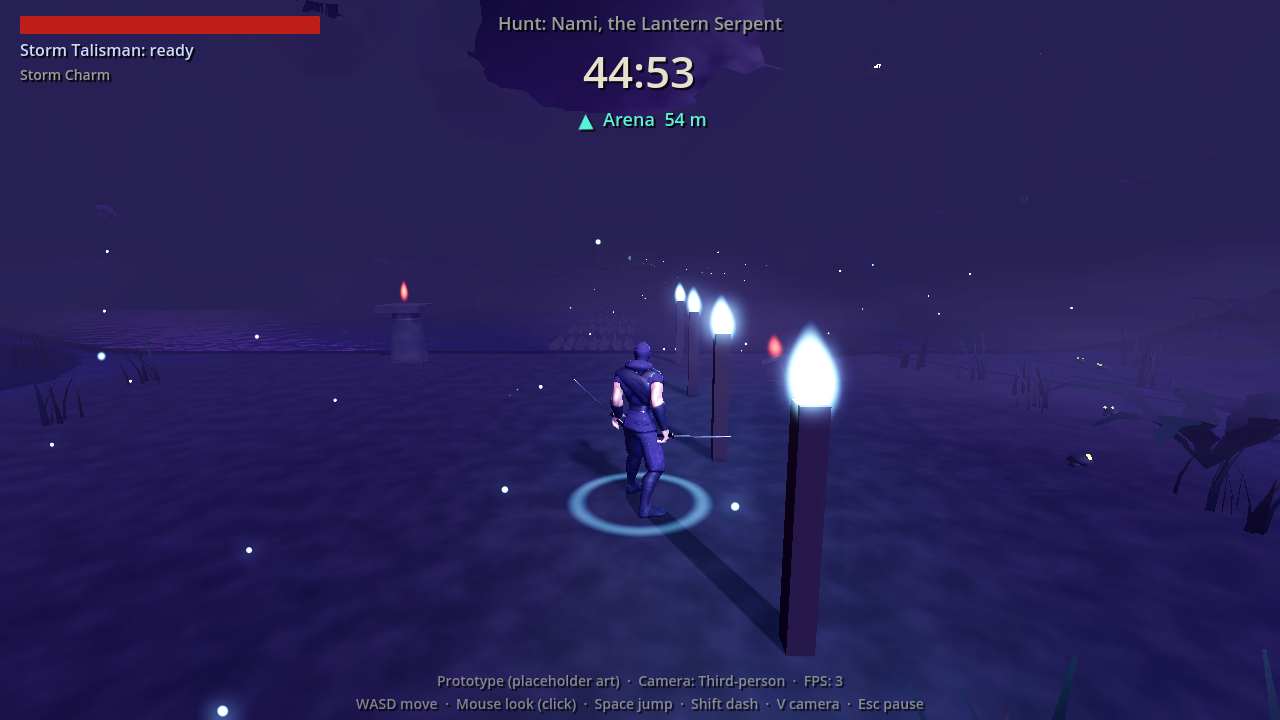 Hunt: Nami, the Lantern Serpent
Storm Talisman: ready
Storm Charm
44:53
▲ Arena 54 m
Prototype (placeholder art) · Camera: Third-person · FPS: 3
WASD move · Mouse look (click) · Space jump · Shift dash · V camera · Esc pause